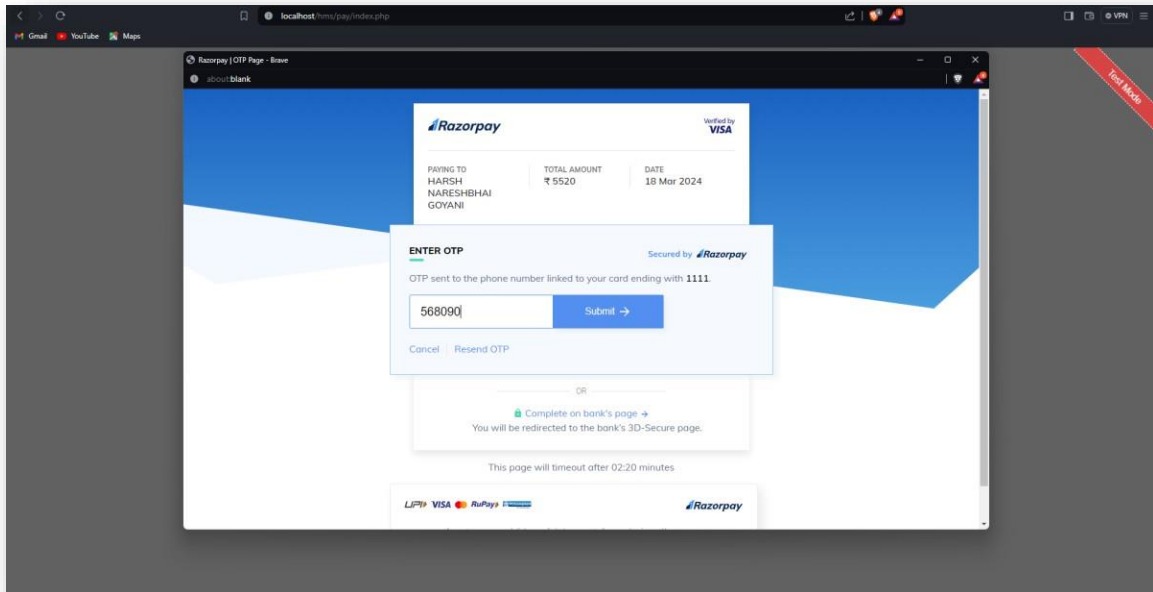 localhost/hms/pay/index.php
VPN
Gmail YouTube Maps
Razorpay | OTP Page - Brave
about:blank
Test Mode
Razorpay
Verified by
VISA
PAYING TO
HARSH
NARESHBHAI
GOYANI
TOTAL AMOUNT
₹ 5520
DATE
18 Mar 2024
ENTER OTP
Secured by Razorpay
OTP sent to the phone number linked to your card ending with 1111.
568090
Submit →
Cancel | Resend OTP
OR
Complete on bank's page →
You will be redirected to the bank's 3D-Secure page.
This page will timeout after 02:20 minutes
UPI VISA RuPay
Razorpay